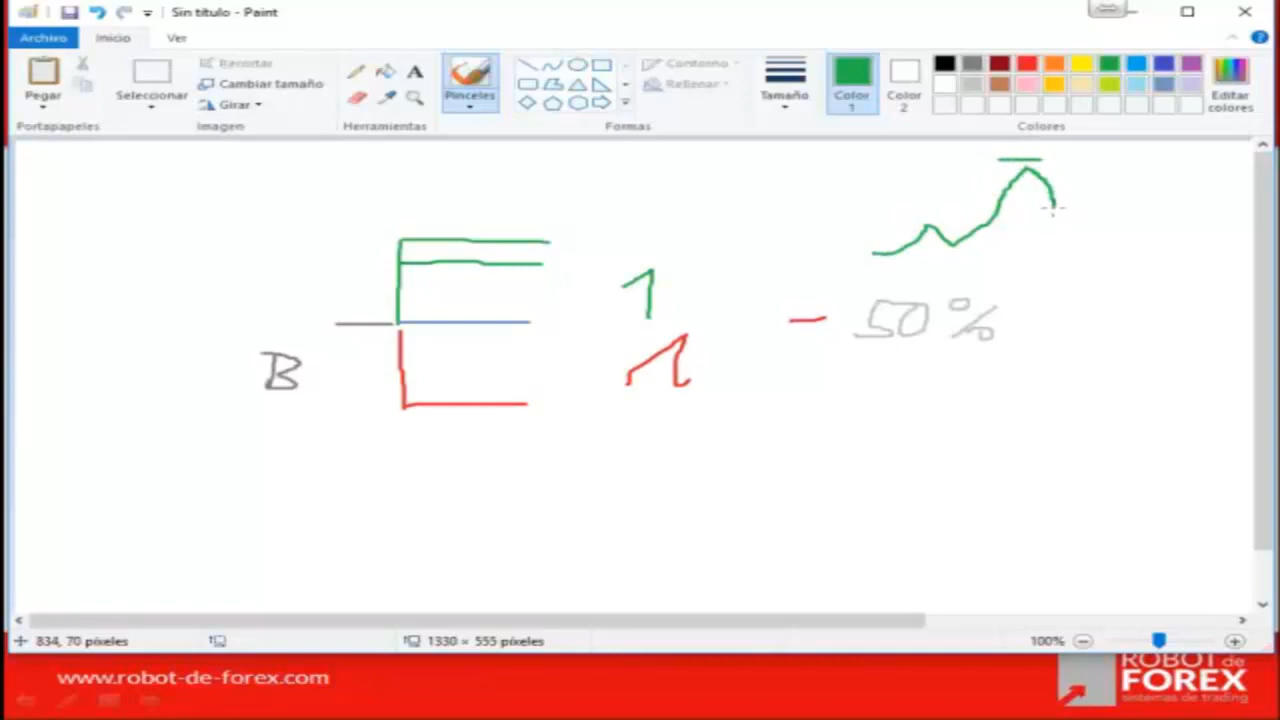 Sin título - Paint
Archivo Inicio Ver
Pegar
Seleccionar
Recortar
Cambiar tamaño
Girar
A
Pinceles
Contorno
Rellenar
Tamaño
Color 1
Color 2
Editar colores
Portapapeles
Imagen
Herramientas
Formas
Colores
1
B
1
- 50%
834, 70 píxeles
1330 × 555 píxeles
100%
www.robot-de-forex.com
ROBOT de
FOREX
sistemas de trading